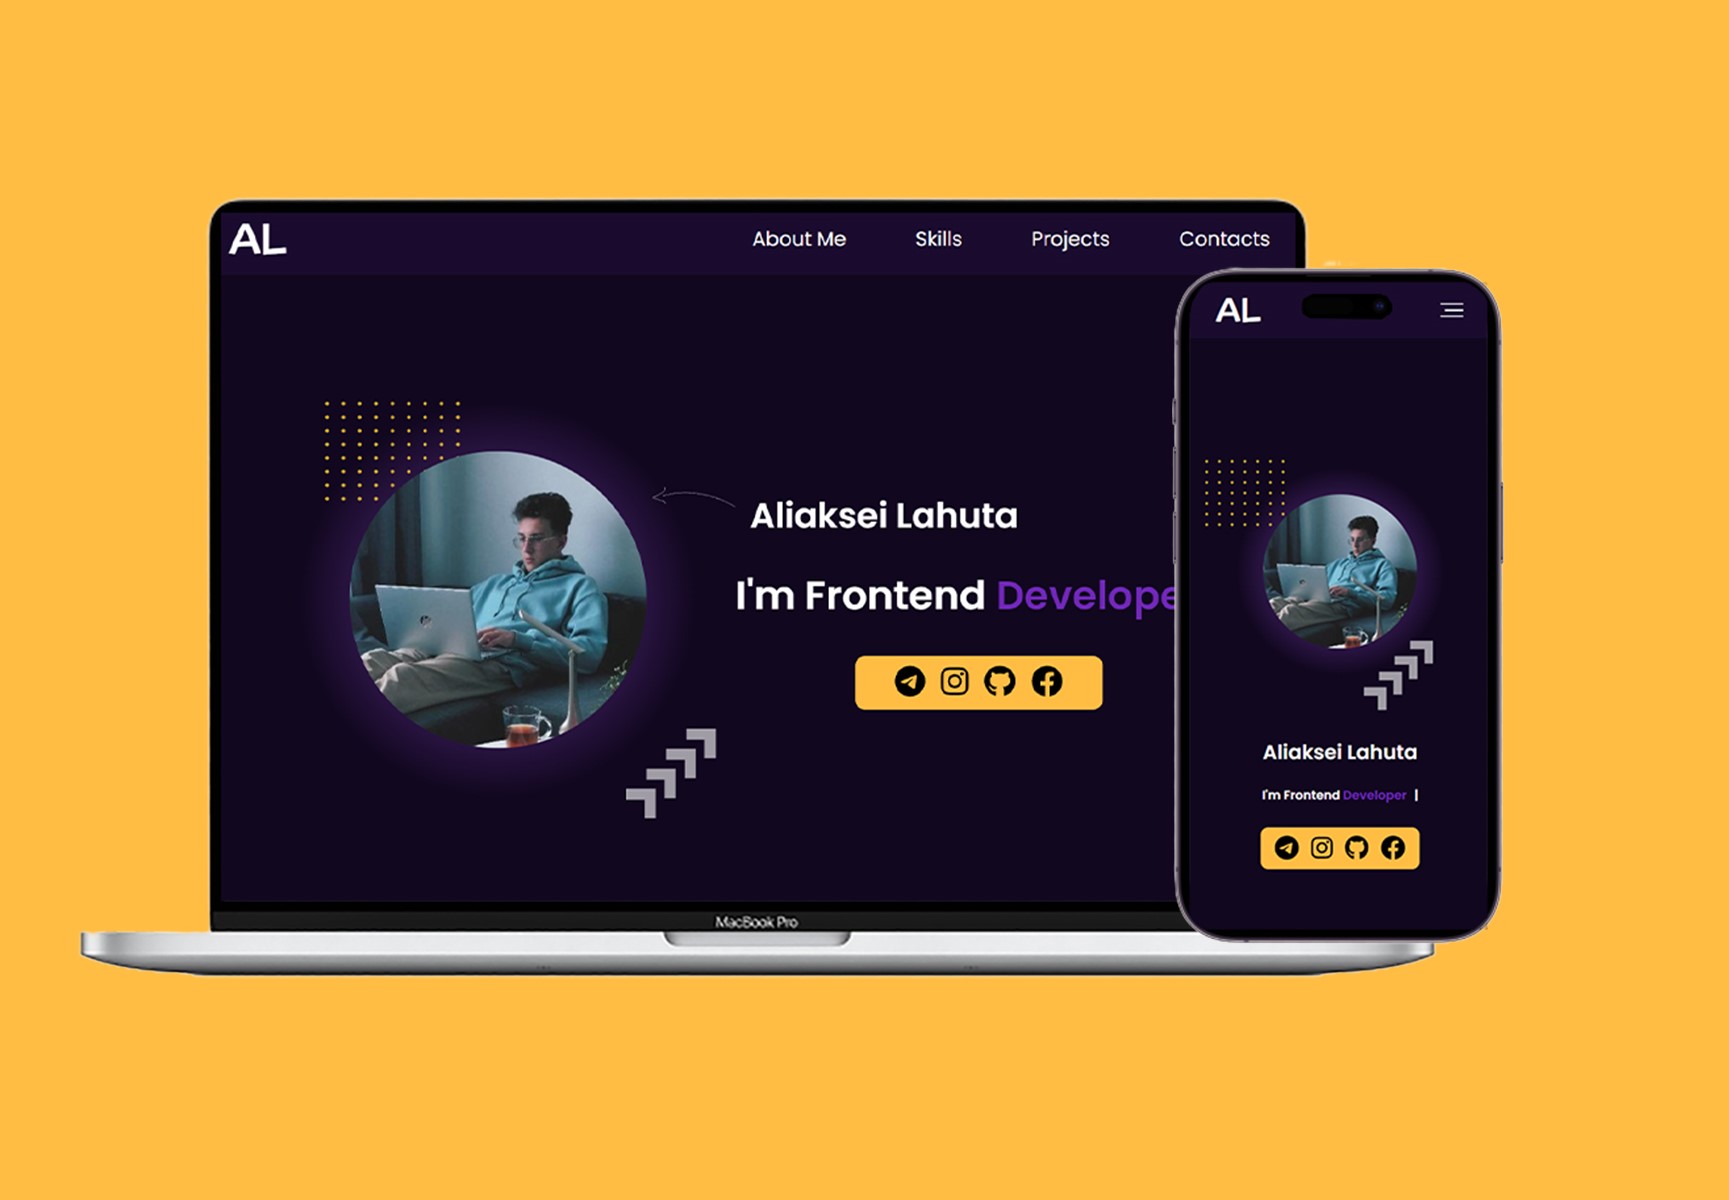 AL
About Me
Skills
Projects
Contacts
Aliaksei Lahuta
I'm Frontend Develope
MacBook Pro
AL
Aliaksei Lahuta
I'm Frontend Developer |